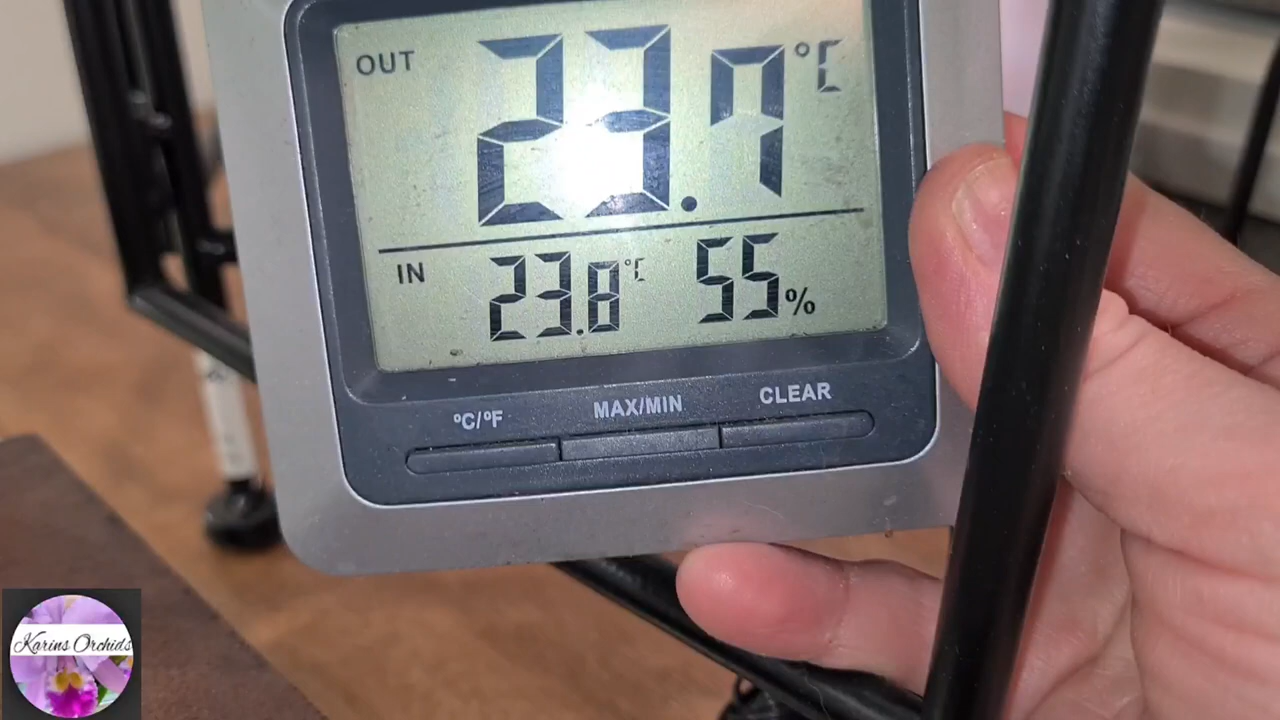 OUT 23.7 °C
IN 23.8 °C 55 %
°C/°F MAX/MIN CLEAR
Karins Orchids